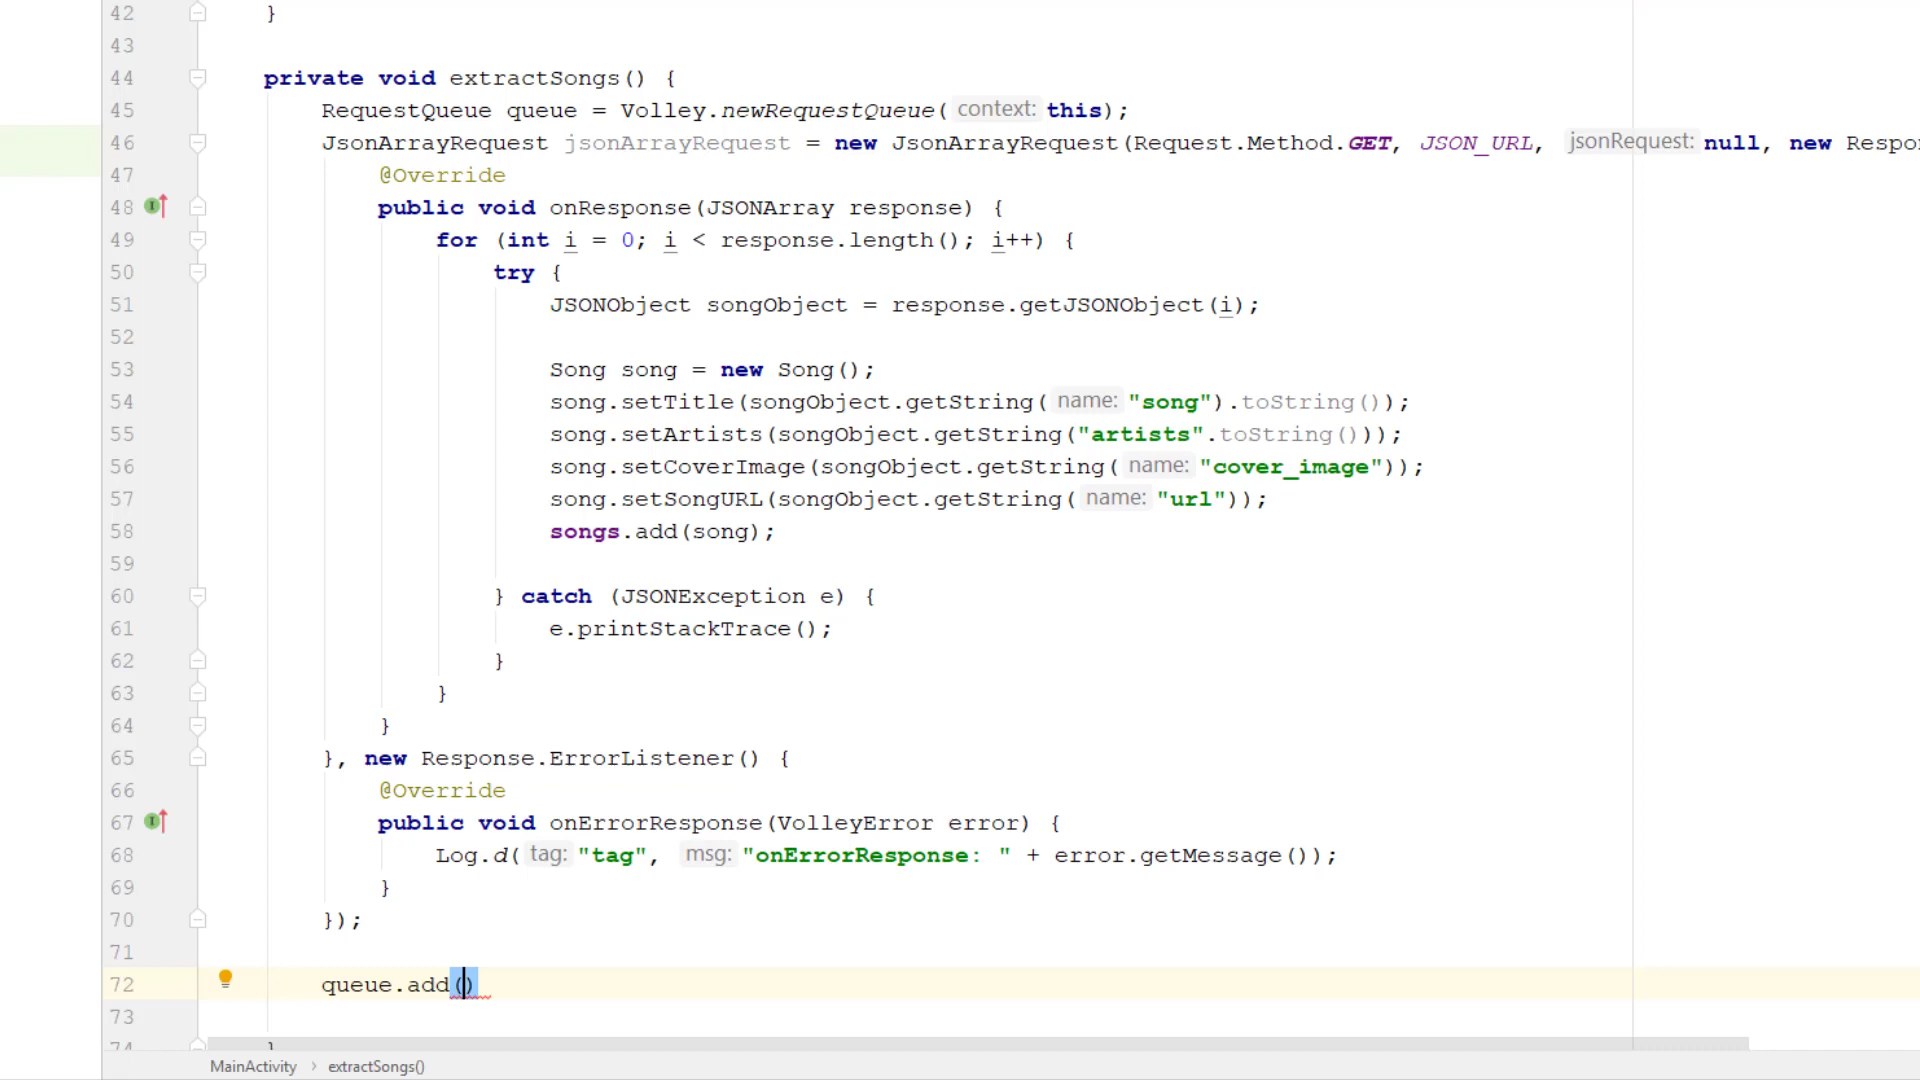 42 }
43
44 private void extractSongs() {
45 RequestQueue queue = Volley.newRequestQueue( context: this);
46 JsonArrayRequest jsonArrayRequest = new JsonArrayRequest(Request.Method.GET, JSON_URL, jsonRequest: null, new Respo
47 @Override
48 public void onResponse(JSONArray response) {
49 for (int i = 0; i < response.length(); i++) {
50 try {
51 JSONObject songObject = response.getJSONObject(i);
52
53 Song song = new Song();
54 song.setTitle(songObject.getString( name: "song").toString());
55 song.setArtists(songObject.getString("artists".toString()));
56 song.setCoverImage(songObject.getString( name: "cover_image"));
57 song.setSongURL(songObject.getString( name: "url"));
58 songs.add(song);
59
60 } catch (JSONException e) {
61 e.printStackTrace();
62 }
63 }
64 }
65 }, new Response.ErrorListener() {
66 @Override
67 public void onErrorResponse(VolleyError error) {
68 Log.d( tag: "tag", msg: "onErrorResponse: " + error.getMessage());
69 }
70 });
71
72 queue.add()
73
74 }
MainActivity › extractSongs()